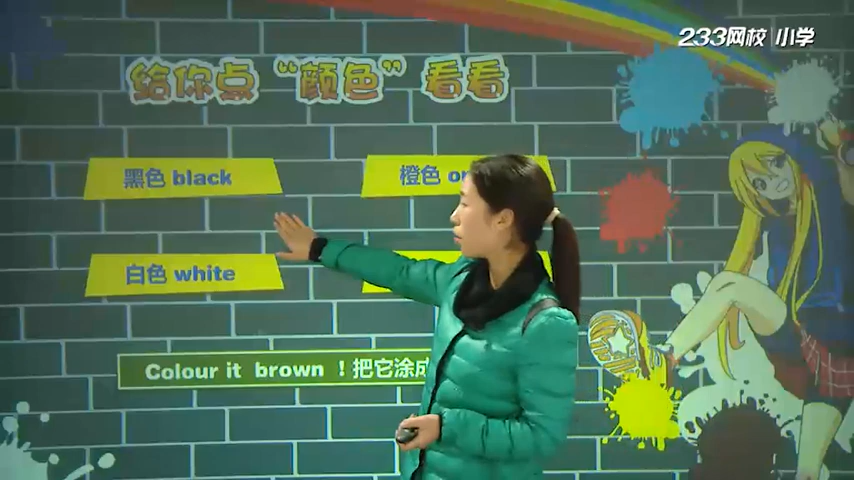 233网校 小学
给你点“颜色”看看
黑色 black
橙色 or
白色 white
Colour it brown ! 把它涂成